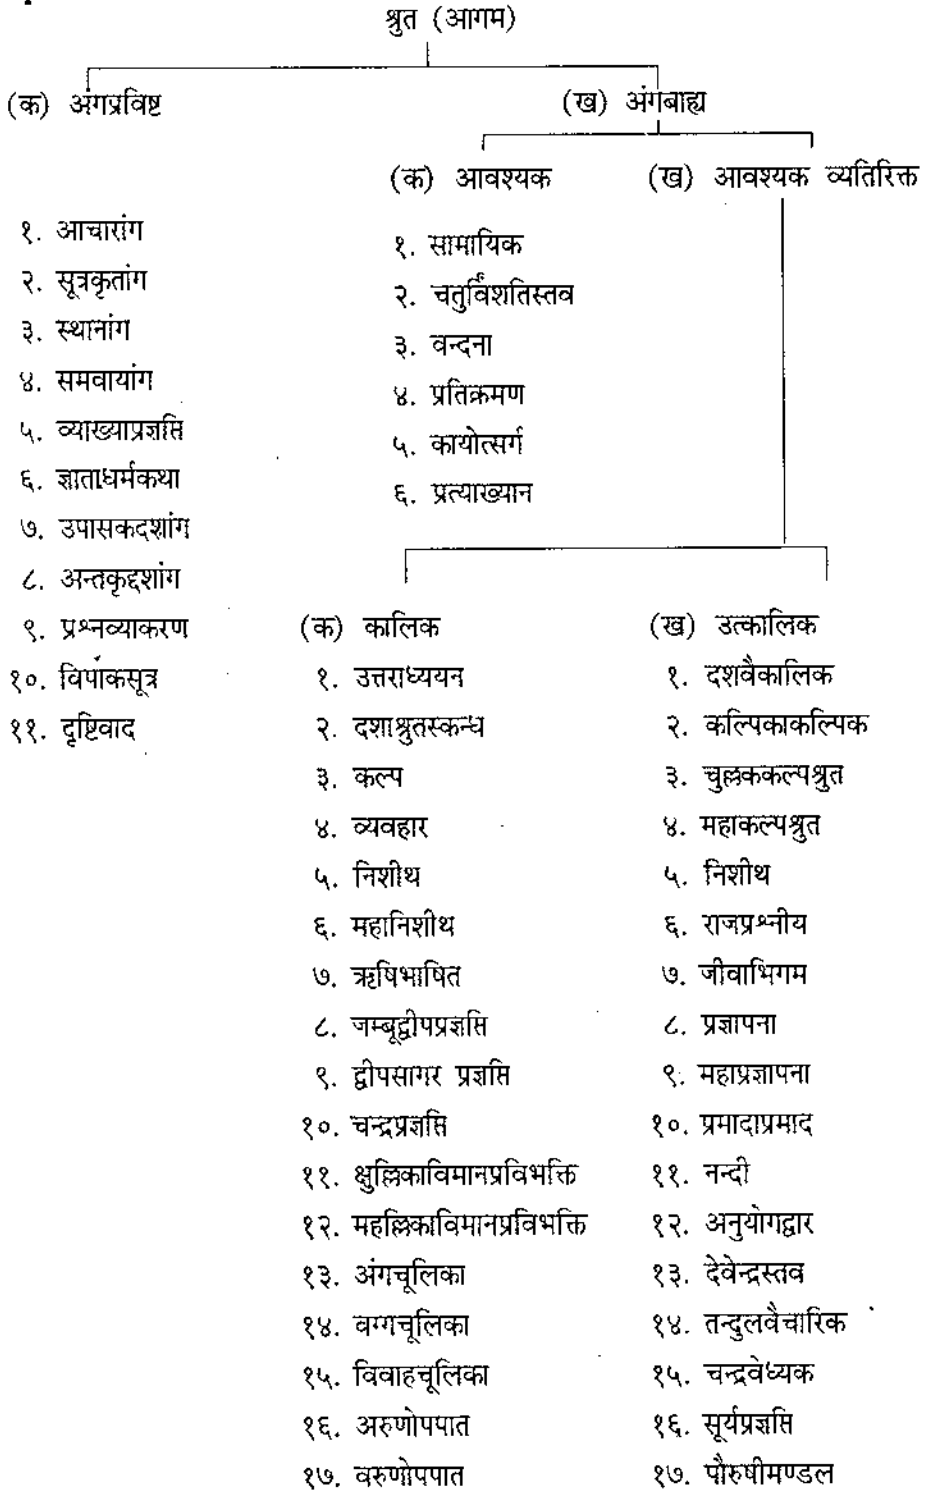 श्रुत (आगम)
(क) अंगप्रविष्ट
(ख) अंगबाह्य
(क) आवश्यक
(ख) आवश्यक व्यतिरिक्त
१. आचारांग
२. सूत्रकृतांग
३. स्थानांग
४. समवायांग
५. व्याख्याप्रज्ञप्ति
६. ज्ञाताधर्मकथा
७. उपासकदशांग
८. अन्तकृद्दशांग
९. प्रश्नव्याकरण
१०. विपाकसूत्र
११. दृष्टिवाद
१. सामायिक
२. चतुर्विंशतिस्तव
३. वन्दना
४. प्रतिक्रमण
५. कायोत्सर्ग
६. प्रत्याख्यान
(क) कालिक
१. उत्तराध्ययन
२. दशाश्रुतस्कन्ध
३. कल्प
४. व्यवहार
५. निशीथ
६. महानिशीथ
७. ऋषिभाषित
८. जम्बूद्वीपप्रज्ञप्ति
९. द्वीपसागर प्रज्ञप्ति
१०. चन्द्रप्रज्ञप्ति
११. क्षुल्लिकाविमानप्रविभक्ति
१२. महल्लिकाविमानप्रविभक्ति
१३. अंगचूलिका
१४. वग्गचूलिका
१५. विवाहचूलिका
१६. अरुणोपपात
१७. वरुणोपपात
(ख) उत्कालिक
१. दशवैकालिक
२. कल्पिकाकल्पिक
३. चुल्लककल्पश्रुत
४. महाकल्पश्रुत
५. निशीथ
६. राजप्रश्नीय
७. जीवाभिगम
८. प्रज्ञापना
९. महाप्रज्ञापना
१०. प्रमादाप्रमाद
११. नन्दी
१२. अनुयोगद्वार
१३. देवेन्द्रस्तव
१४. तन्दुलवैचारिक
१५. चन्द्रवेध्यक
१६. सूर्यप्रज्ञप्ति
१७. पौरुषीमण्डल